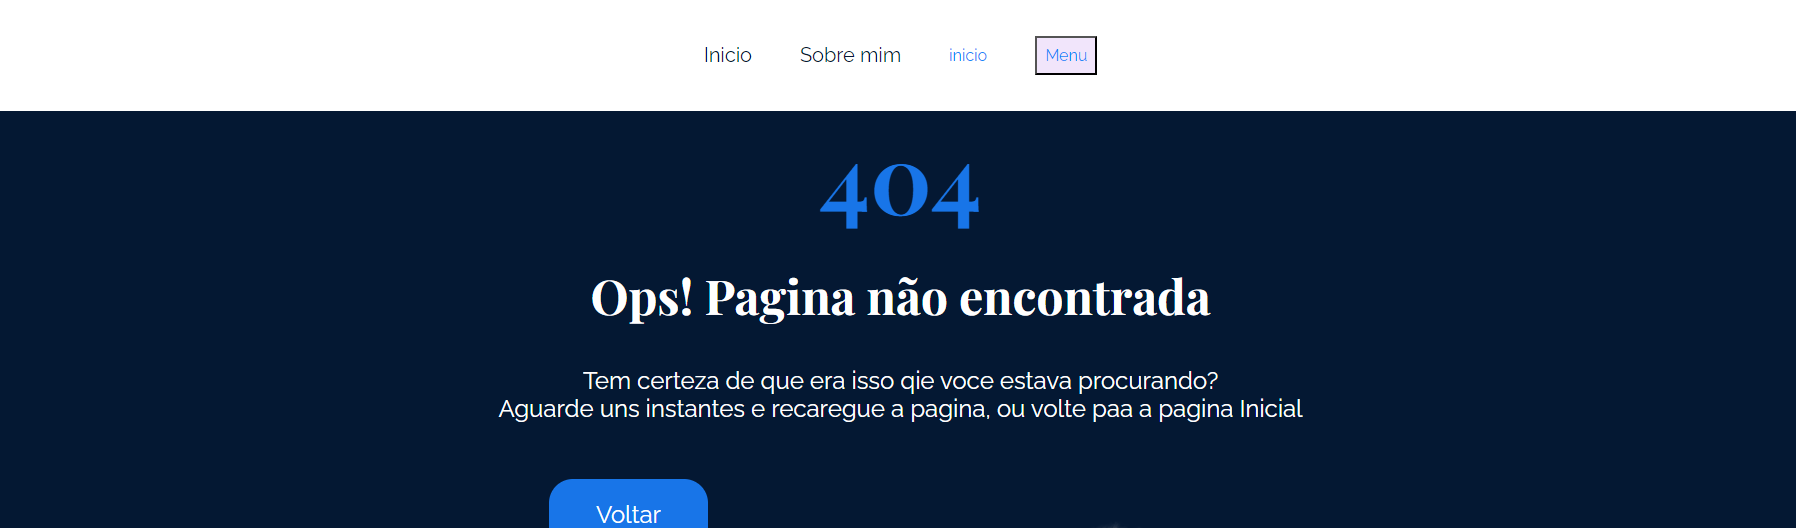 Inicio Sobre mim inicio Menu
404
Ops! Pagina não encontrada
Tem certeza de que era isso qie voce estava procurando?
Aguarde uns instantes e recaregue a pagina, ou volte paa a pagina Inicial
Voltar